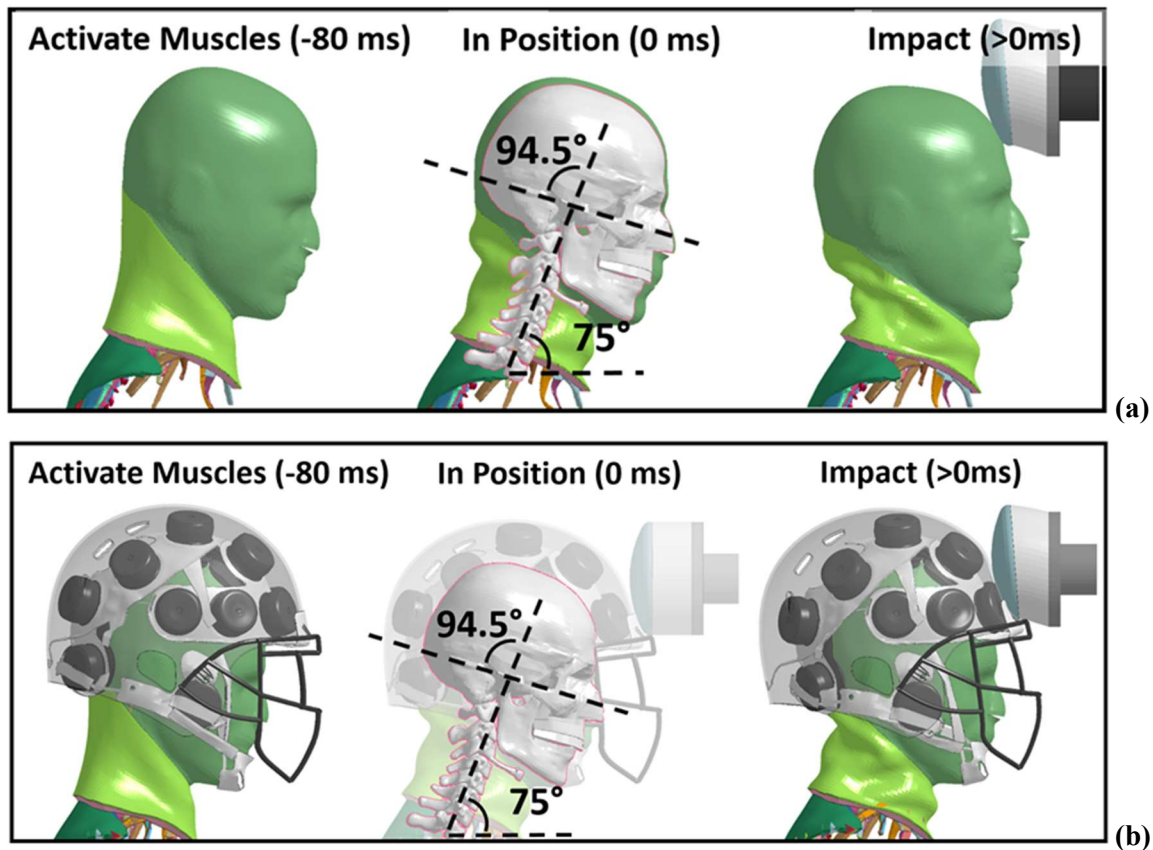 Activate Muscles (-80 ms) In Position (0 ms) Impact (>0ms)
94.5°
75°
(a)
Activate Muscles (-80 ms) In Position (0 ms) Impact (>0ms)
94.5°
75°
(b)